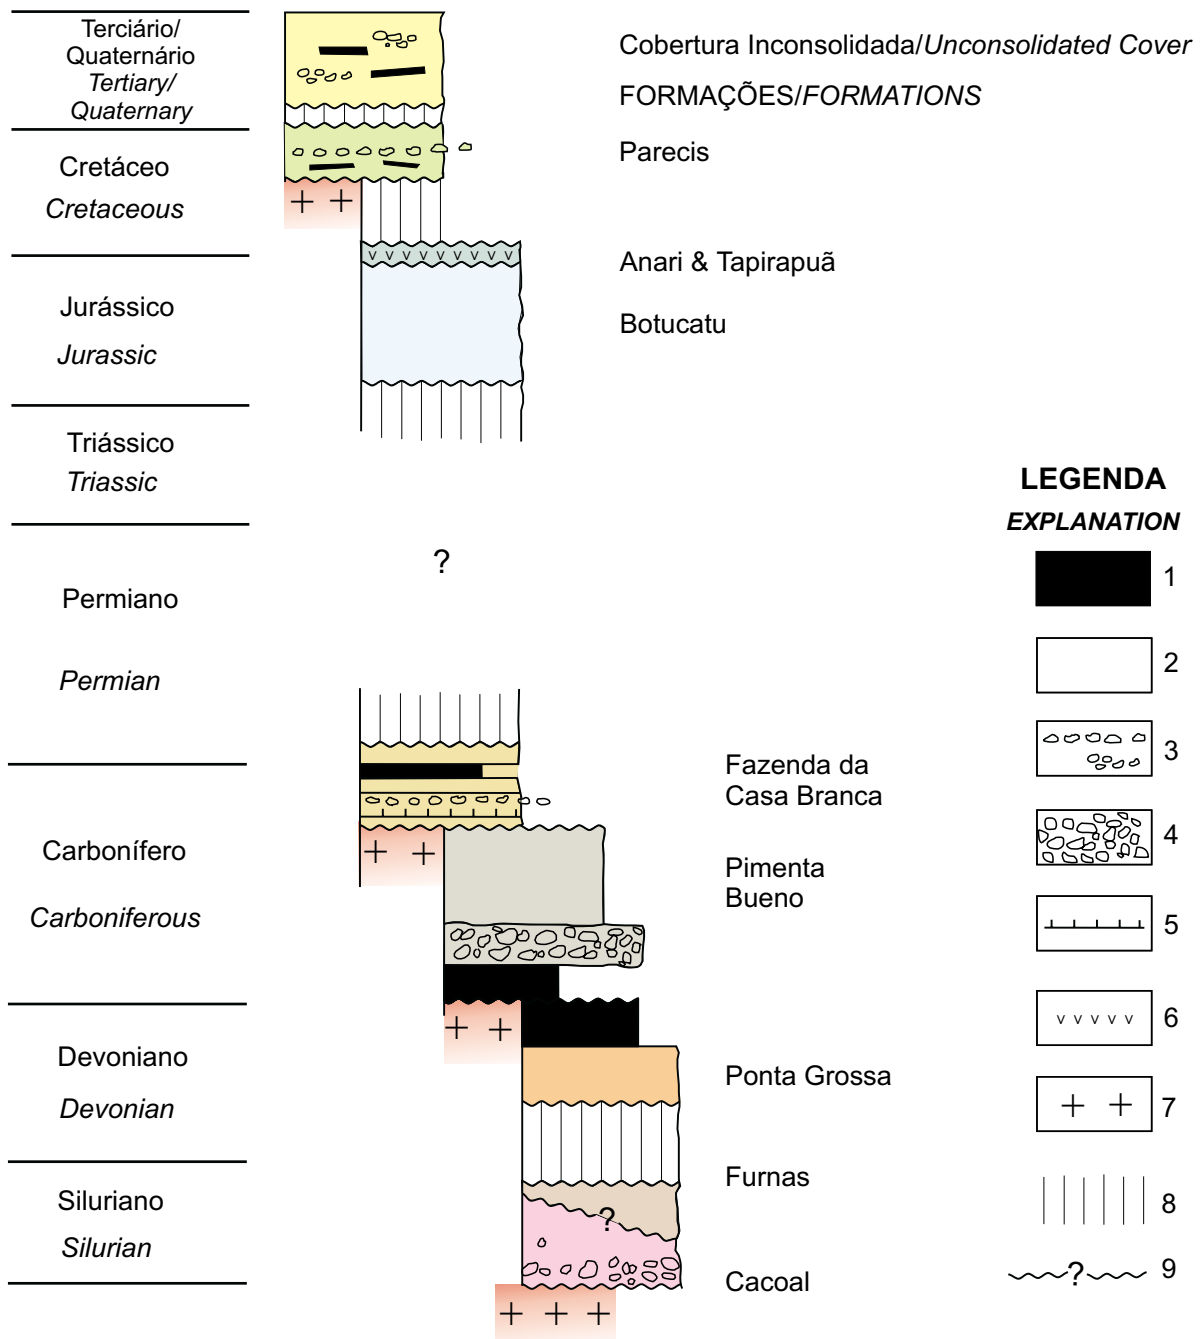 Terciário/
Quaternário
Tertiary/
Quaternary
Cobertura Inconsolidada/Unconsolidated Cover
FORMAÇÕES/FORMATIONS
Cretáceo
Cretaceous
Parecis
Anari & Tapirapuã
Jurássico
Jurassic
Botucatu
Triássico
Triassic
?
Permiano
Permian
Fazenda da
Casa Branca
Carbonífero
Carboniferous
Pimenta
Bueno
Devoniano
Devonian
Ponta Grossa
Furnas
Siluriano
Silurian
?
Cacoal
LEGENDA
EXPLANATION
1
2
3
4
5
6
7
8
? 9